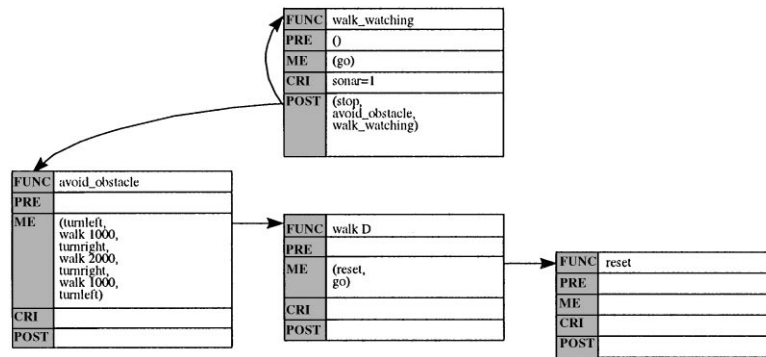 FUNC walk_watching
PRE ()
ME (go)
CRI sonar=1
POST (stop,
avoid_obstacle,
walk_watching)
FUNC avoid_obstacle
PRE
ME (turnleft,
walk 1000,
turnright,
walk 2000,
turnright,
walk 1000,
turnleft)
CRI
POST
FUNC walk D
PRE
ME (reset,
go)
CRI
POST
FUNC reset
PRE
ME
CRI
POST